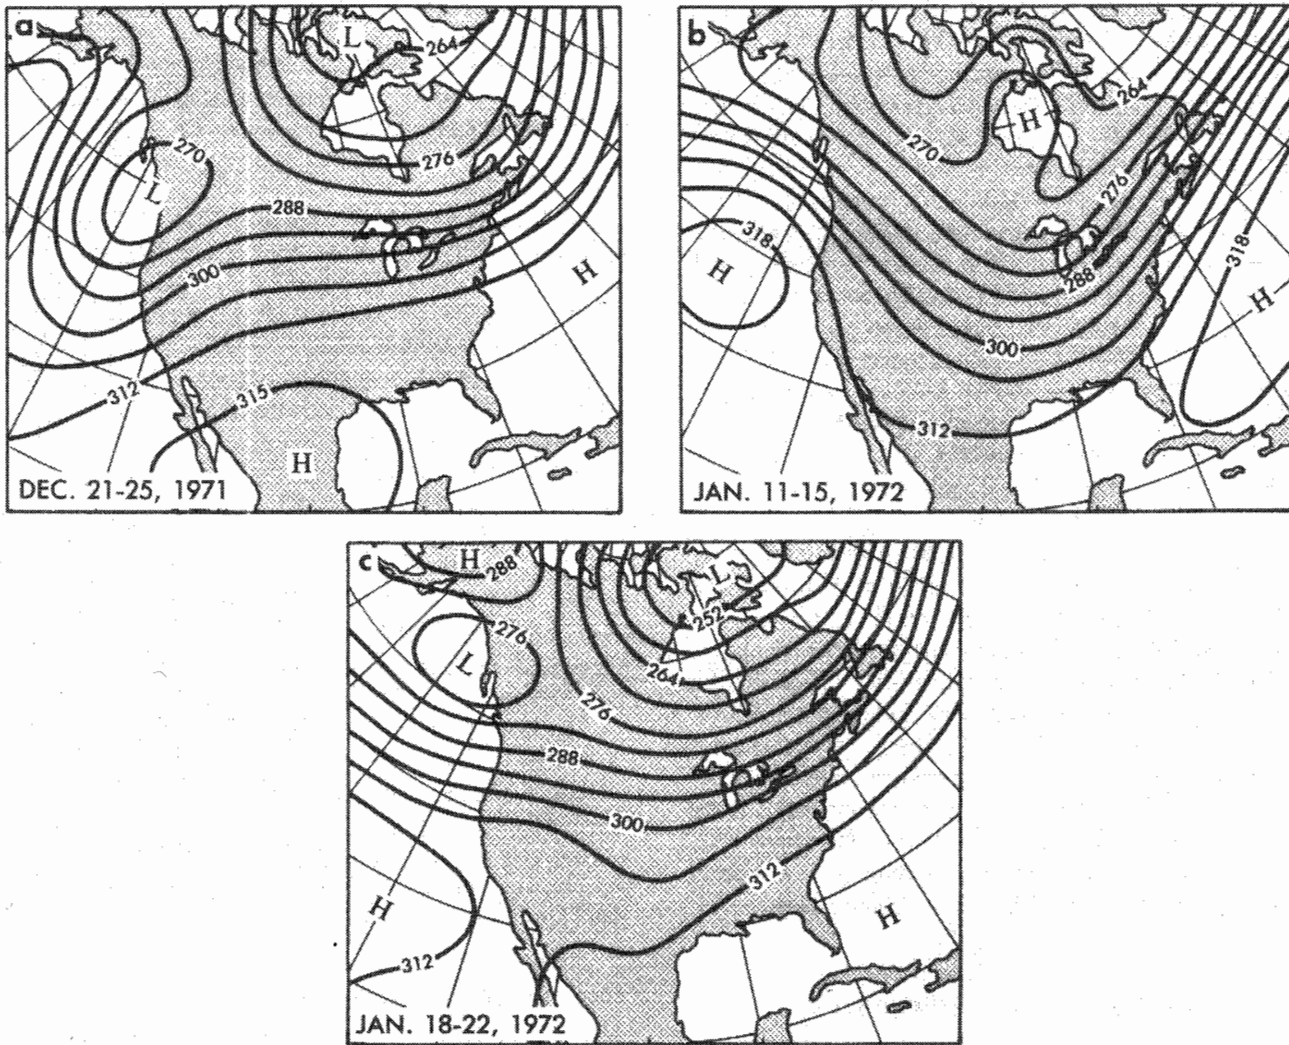 a
L
264
270
L
276
288
300
H
312
315
H
DEC. 21-25, 1971
b
264
H
270
276
318
H
288
318
H
300
312
JAN. 11-15, 1972
c
H
288
L
252
276
L
264
276
288
300
312
H
H
312
JAN. 18-22, 1972